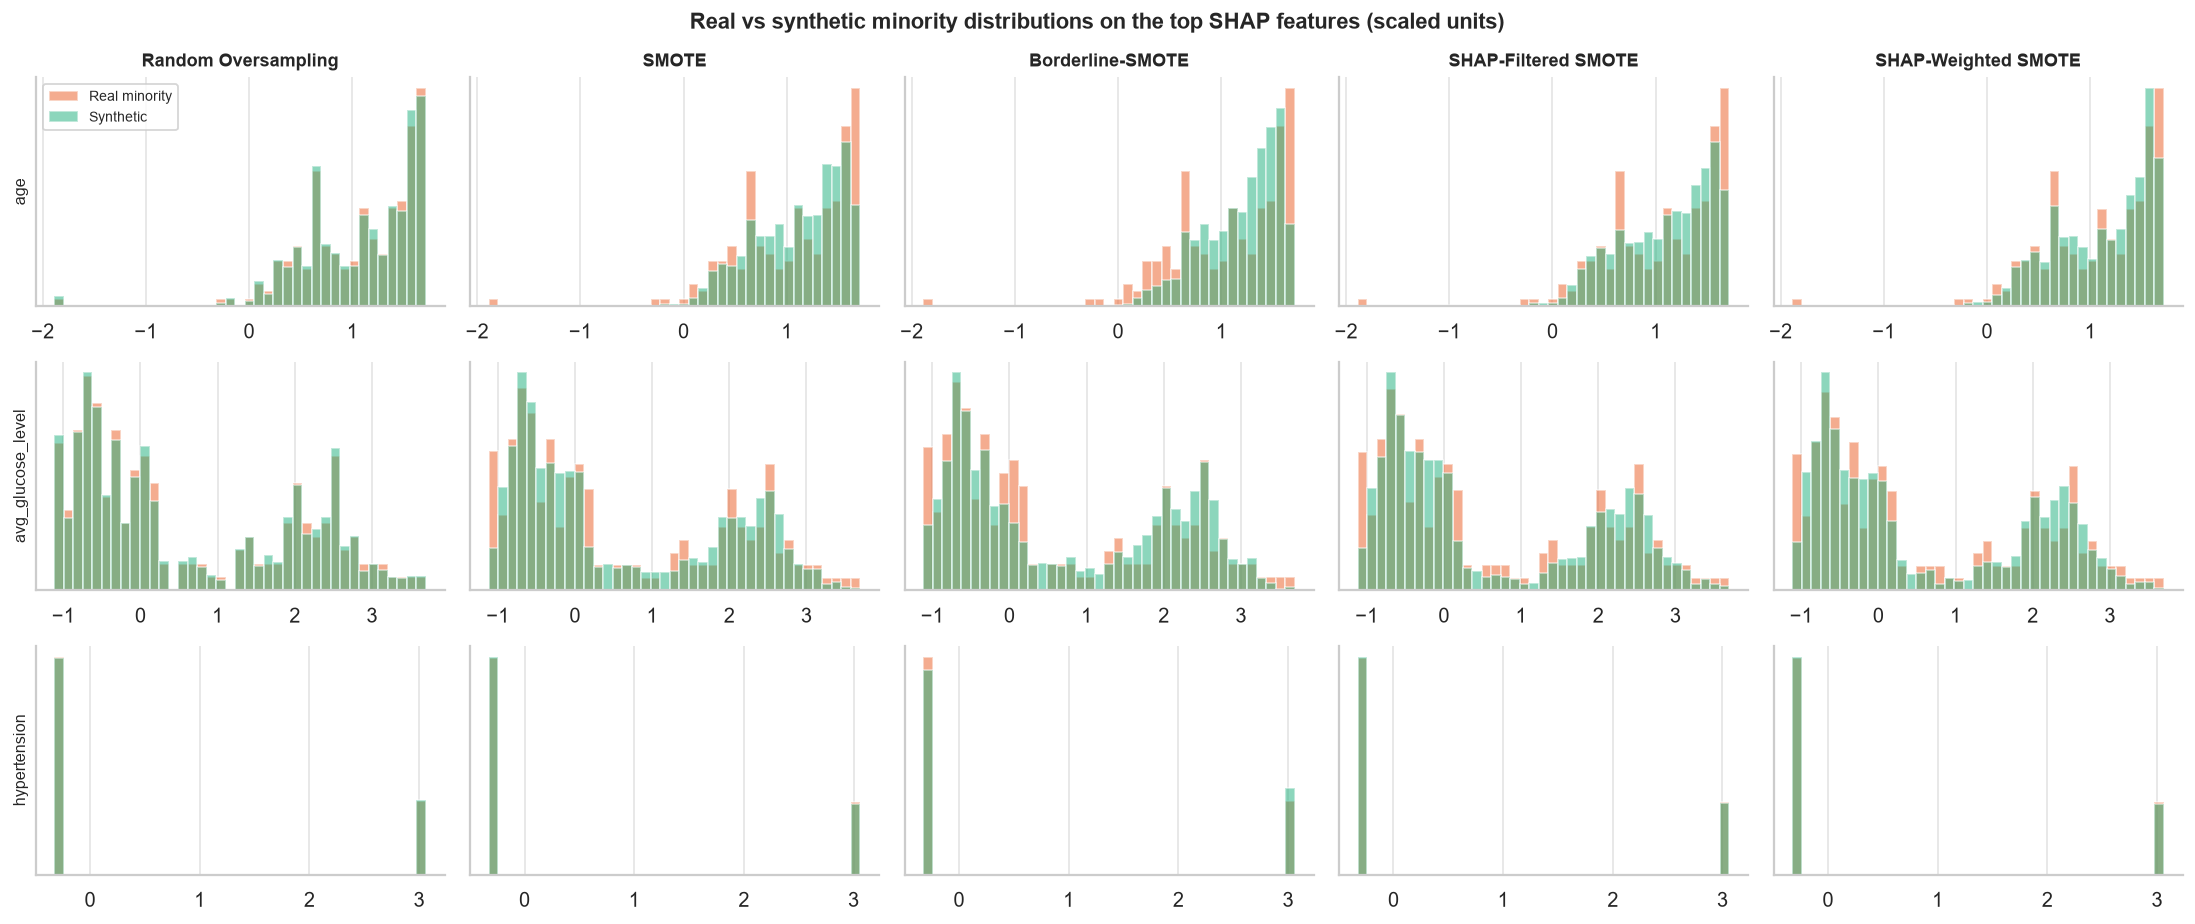 Real vs synthetic minority distributions on the top SHAP features (scaled units)
Random Oversampling SMOTE Borderline-SMOTE SHAP-Filtered SMOTE SHAP-Weighted SMOTE
Real minority
Synthetic
age
−2 −1 0 1 −2 −1 0 1 −2 −1 0 1 −2 −1 0 1 −2 −1 0 1
avg_glucose_level
−1 0 1 2 3 −1 0 1 2 3 −1 0 1 2 3 −1 0 1 2 3 −1 0 1 2 3
hypertension
0 1 2 3 0 1 2 3 0 1 2 3 0 1 2 3 0 1 2 3